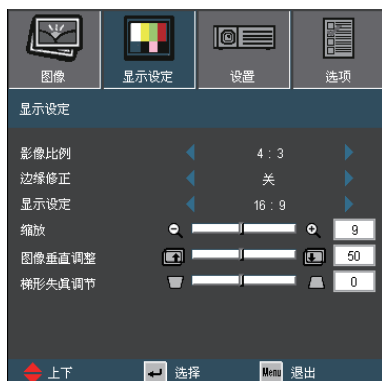 图像 显示设定 设置 选项
显示设定
影像比例 4 : 3
边缘修正 关
显示设定 16 : 9
缩放 9
图像垂直调整 50
梯形失真调节 0
上下 选择 Menu 退出